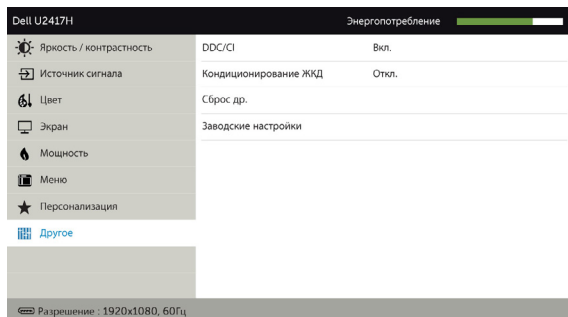 Dell U2417H Энергопотребление
Яркость / контрастность DDC/CI Вкл.
Источник сигнала Кондиционирование ЖКД Откл.
Цвет Сброс др.
Экран Заводские настройки
Мощность
Меню
Персонализация
Другое
Разрешение : 1920x1080, 60Гц